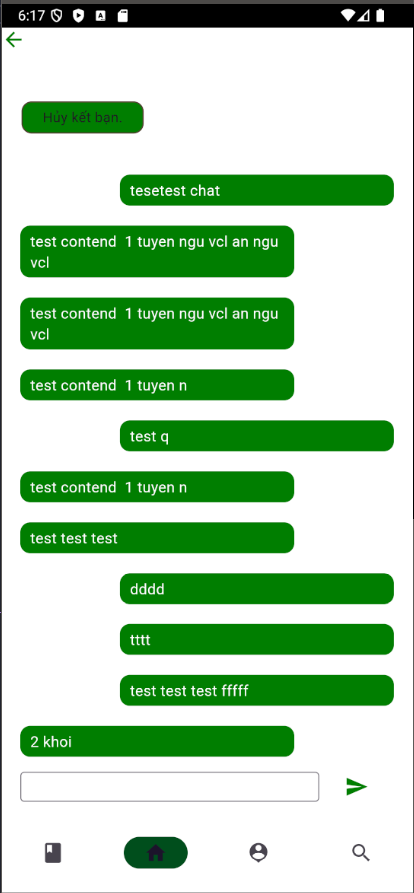 6:17
Hủy kết bạn.
tesetest chat
test contend  1 tuyen ngu vcl an ngu
vcl
test contend  1 tuyen ngu vcl an ngu
vcl
test contend  1 tuyen n
test q
test contend  1 tuyen n
test test test
dddd
tttt
test test test fffff
2 khoi